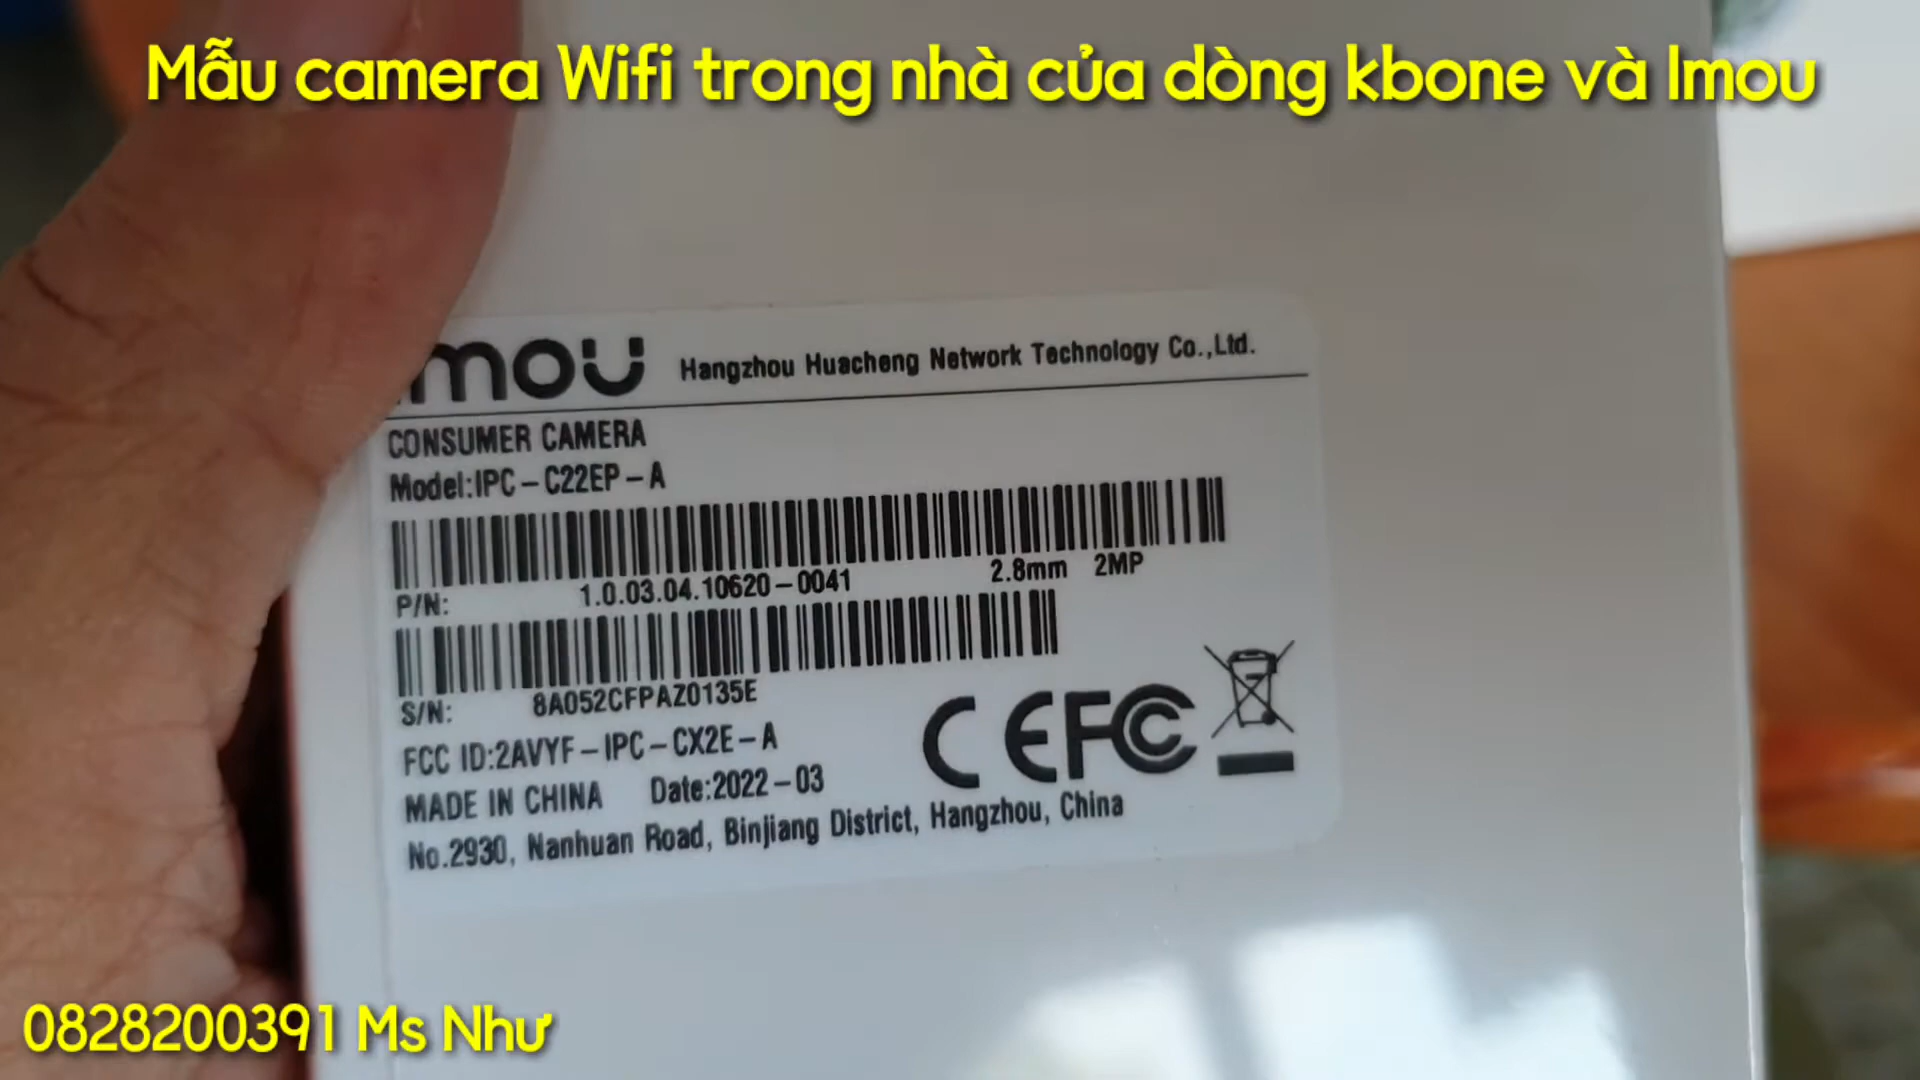 Mẫu camera Wifi trong nhà của dòng kbone và Imou
imou Hangzhou Huacheng Network Technology Co.,Ltd.
CONSUMER CAMERA
Model:IPC-C22EP-A
P/N: 1.0.03.04.10620-0041 2.8mm 2MP
S/N: 8A052CFPAZ0135E
FCC ID:2AVYF-IPC-CX2E-A
CE FC
MADE IN CHINA Date:2022-03
No.2930, Nanhuan Road, Binjiang District, Hangzhou, China
0828200391 Ms Như